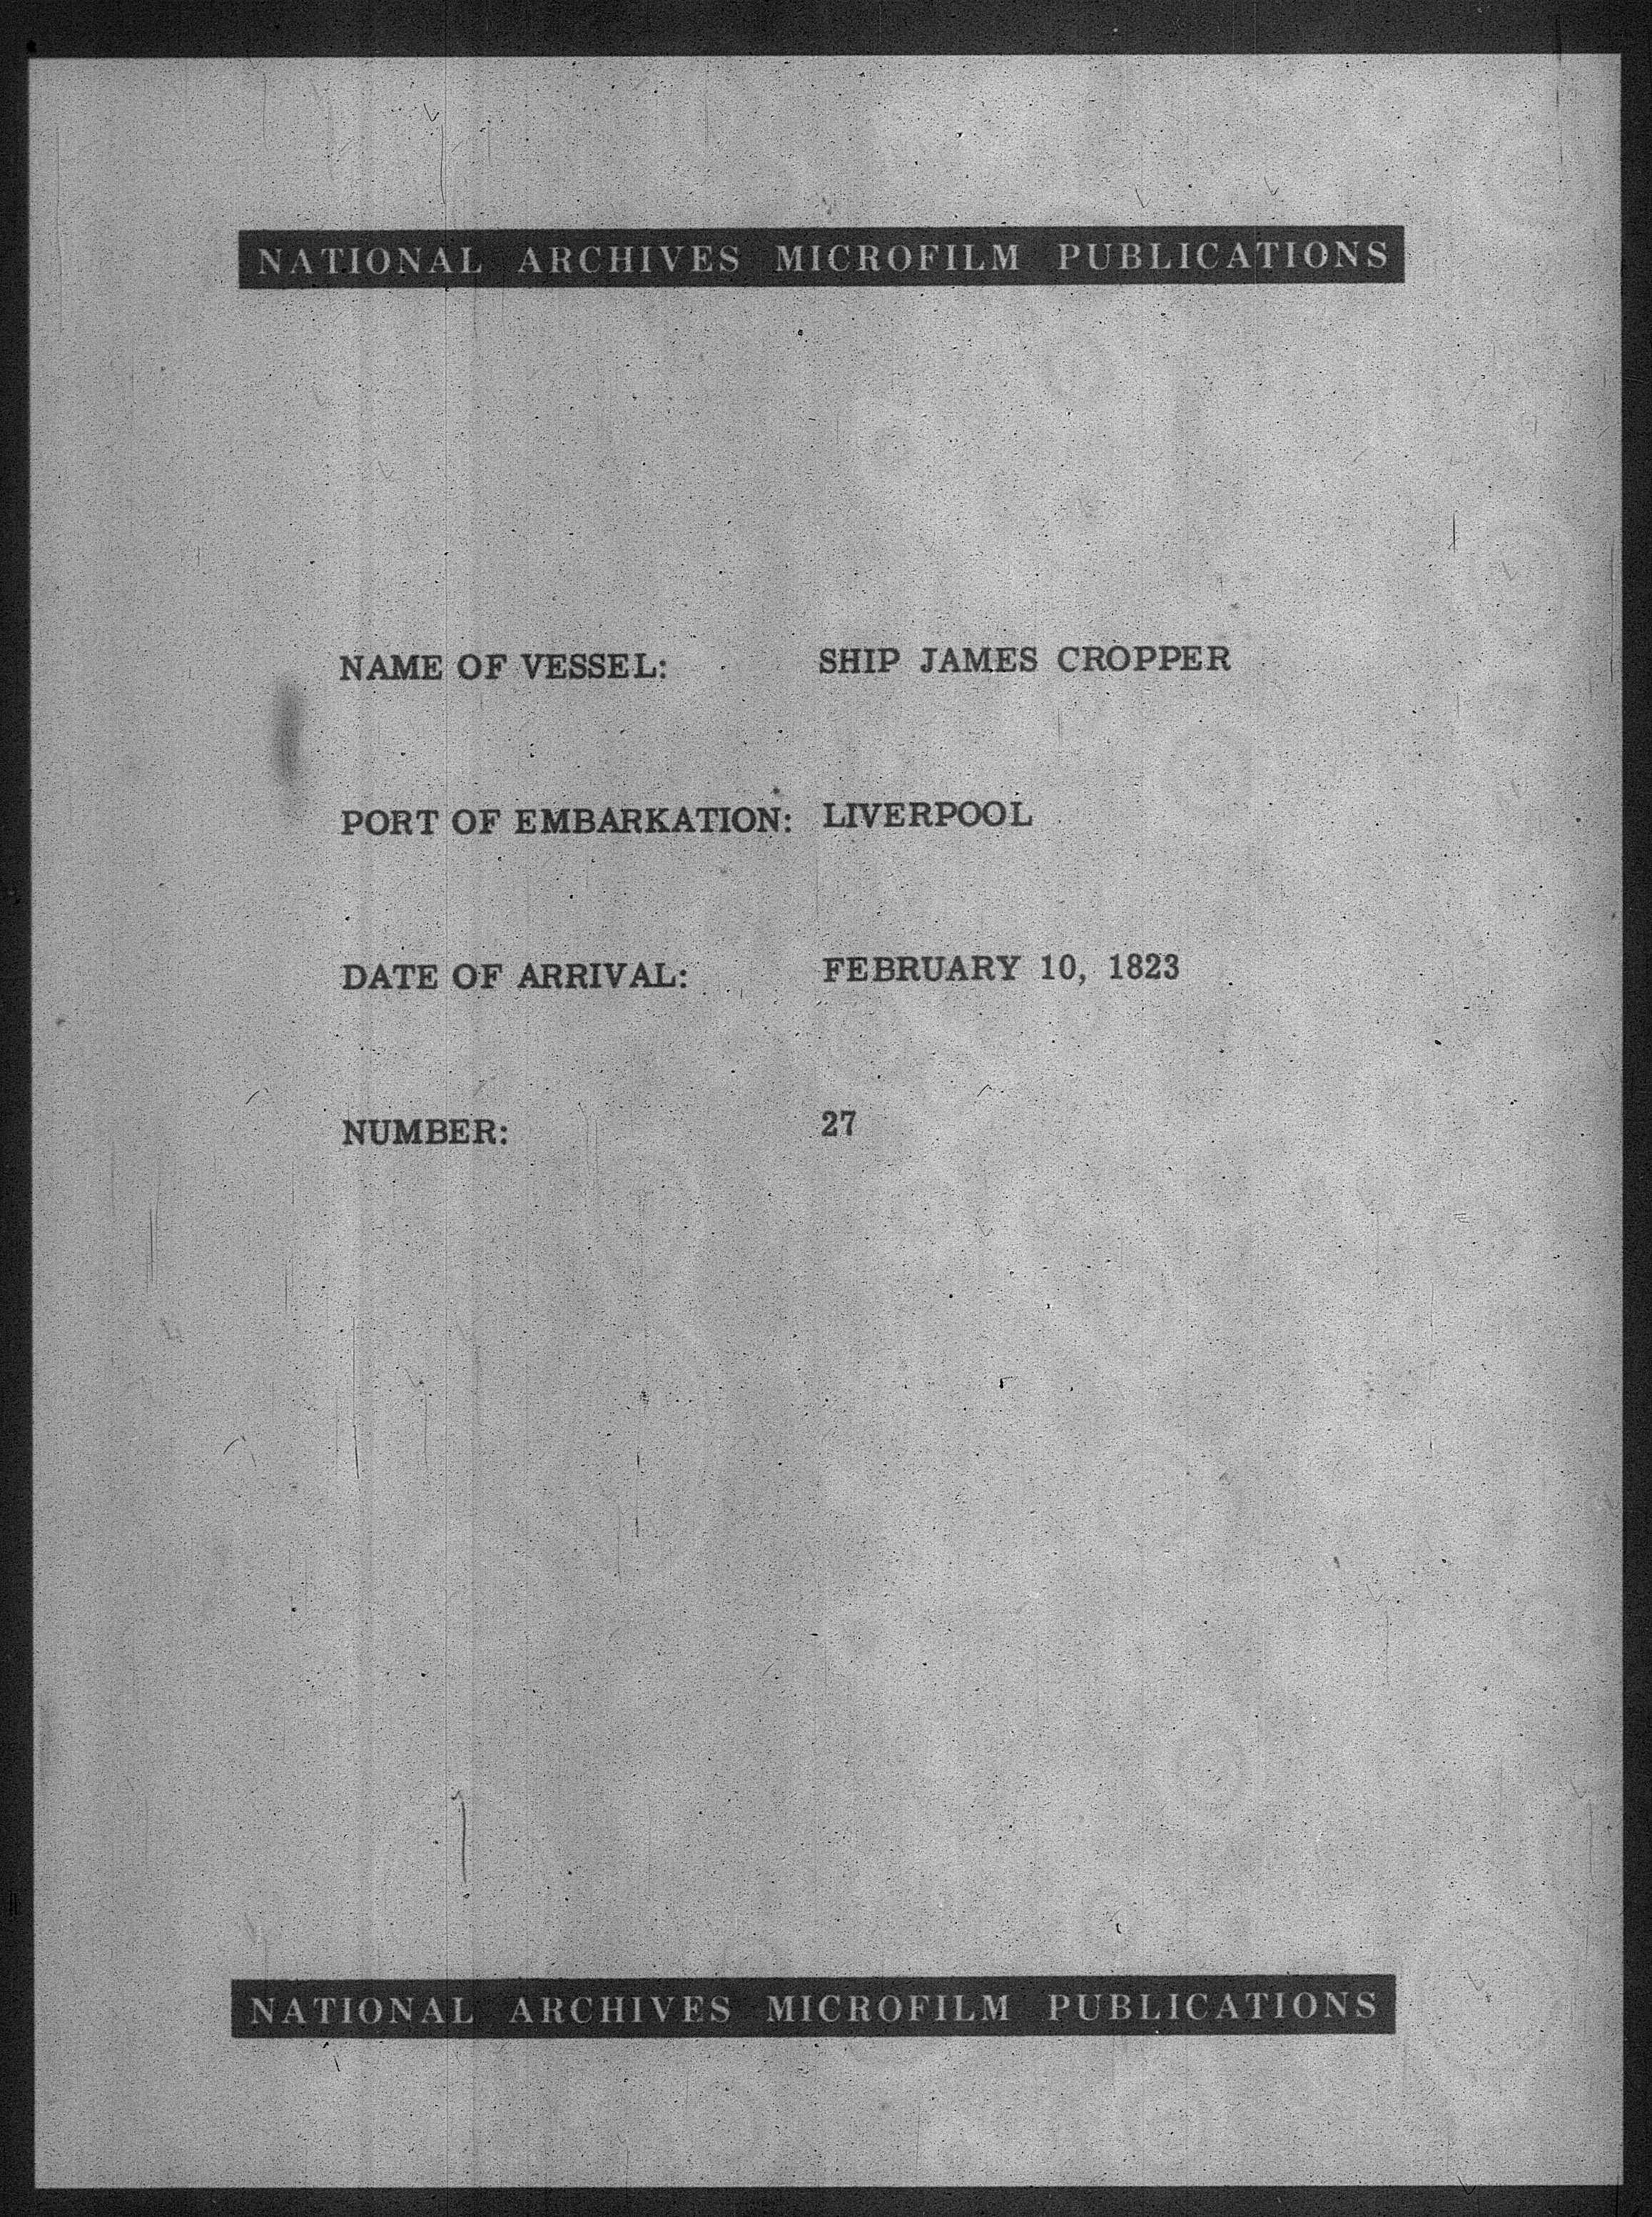 NATIONAL ARCHIVES MICROFILM PUBLICATIONS
NAME OF VESSEL: SHIP JAMES CROPPER
PORT OF EMBARKATION: LIVERPOOL
DATE OF ARRIVAL: FEBRUARY 10, 1823
NUMBER: 27
NATIONAL ARCHIVES MICROFILM PUBLICATIONS